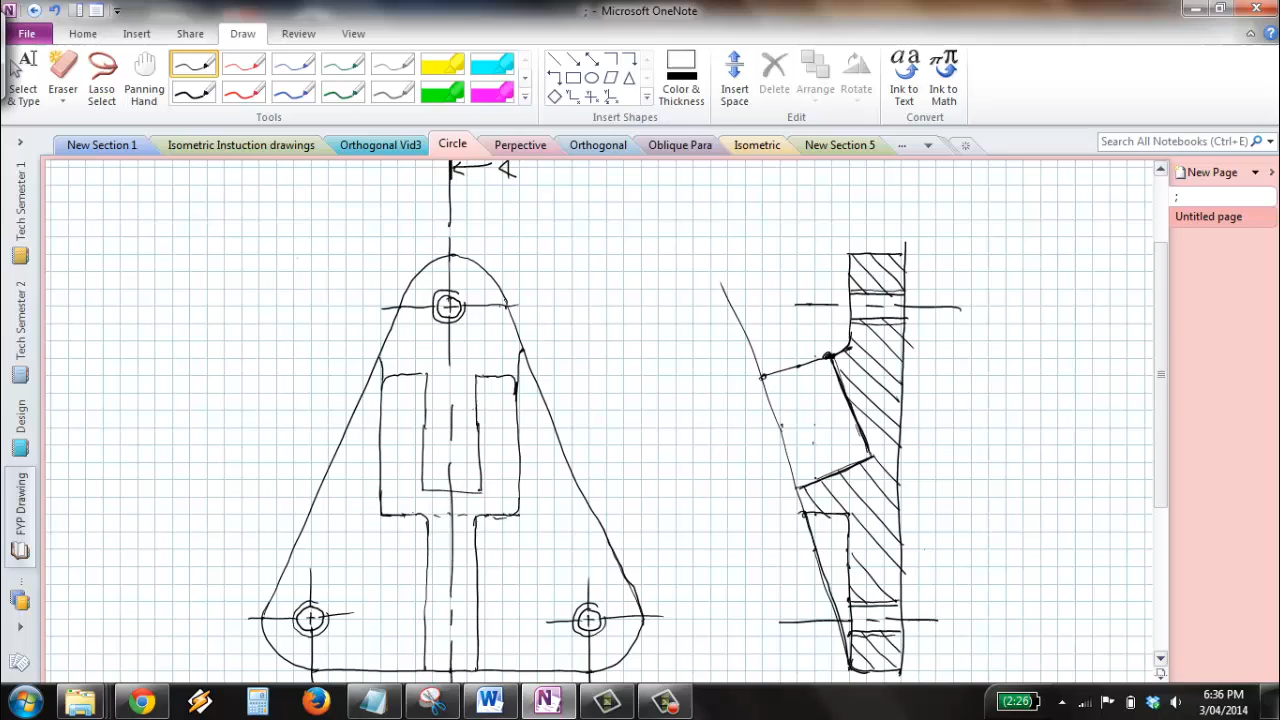 ; - Microsoft OneNote
File Home Insert Share Draw Review View
Select & Type
Eraser
Lasso Select
Panning Hand
Color & Thickness
Insert Space
Delete
Arrange
Rotate
Ink to Text
Ink to Math
Tools Insert Shapes Edit Convert
New Section 1 Isometric Instuction drawings Orthogonal Vid3 Circle Perspective Orthogonal Oblique Para Isometric New Section 5 ...
Search All Notebooks (Ctrl+E)
New Page
;
Untitled page
Tech Semester 1
Tech Semester 2
Design
FYP Drawing
A
(2:26)
6:36 PM
3/04/2014